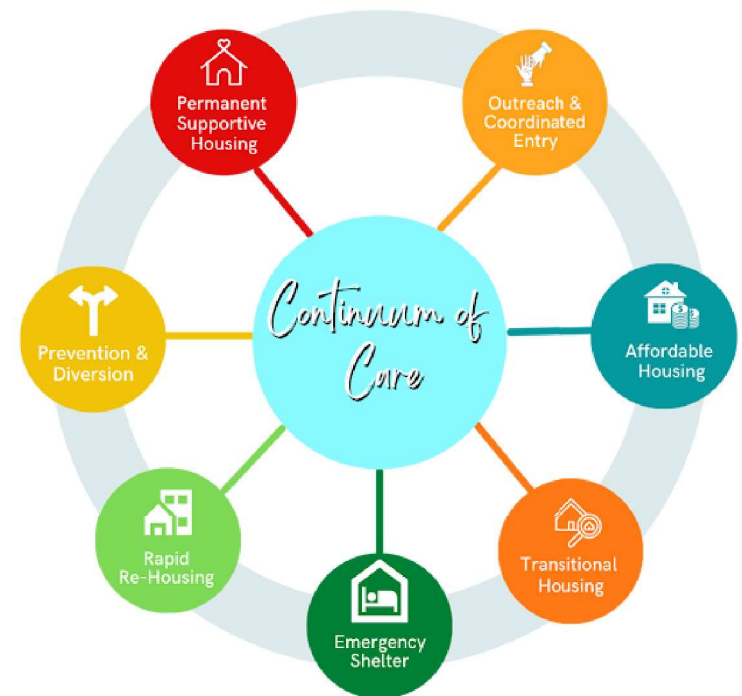 Permanent
Supportive
Housing
Outreach &
Coordinated
Entry
Continuum of
Care
Prevention &
Diversion
Affordable
Housing
Rapid
Re-Housing
Transitional
Housing
Emergency
Shelter